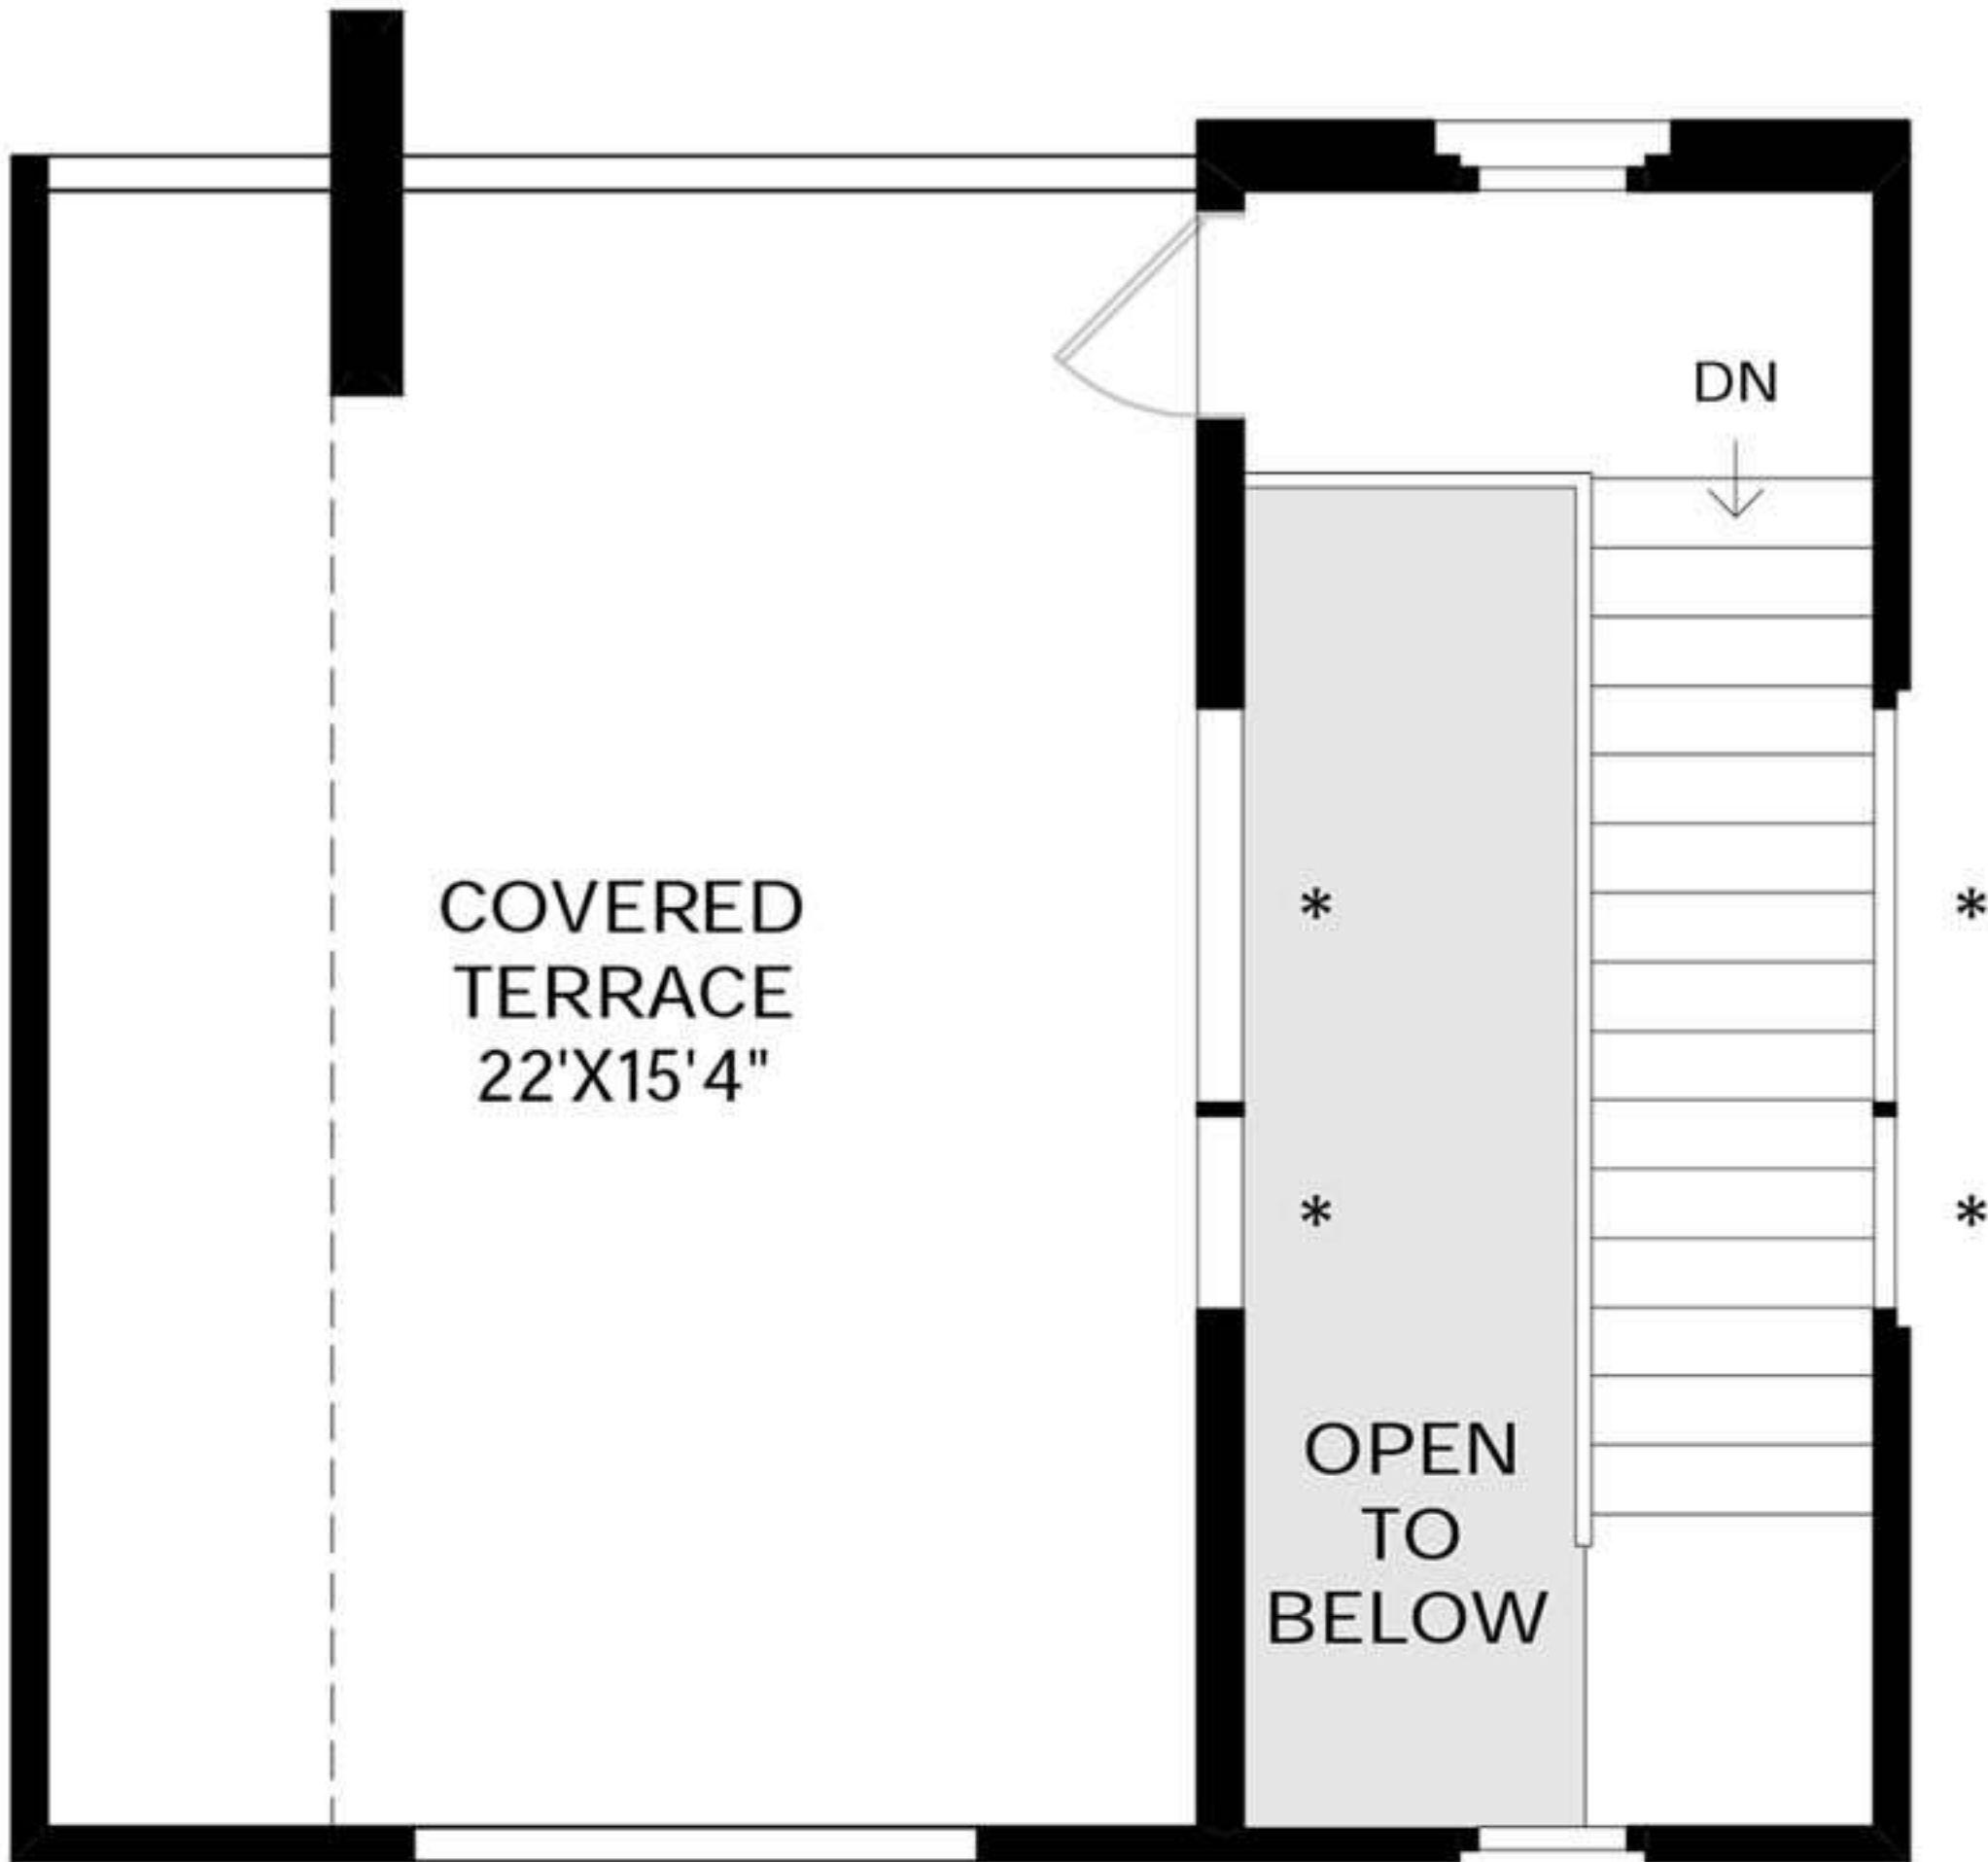 DN
COVERED
TERRACE
22'X15'4"
*
*
*
*
OPEN
TO
BELOW